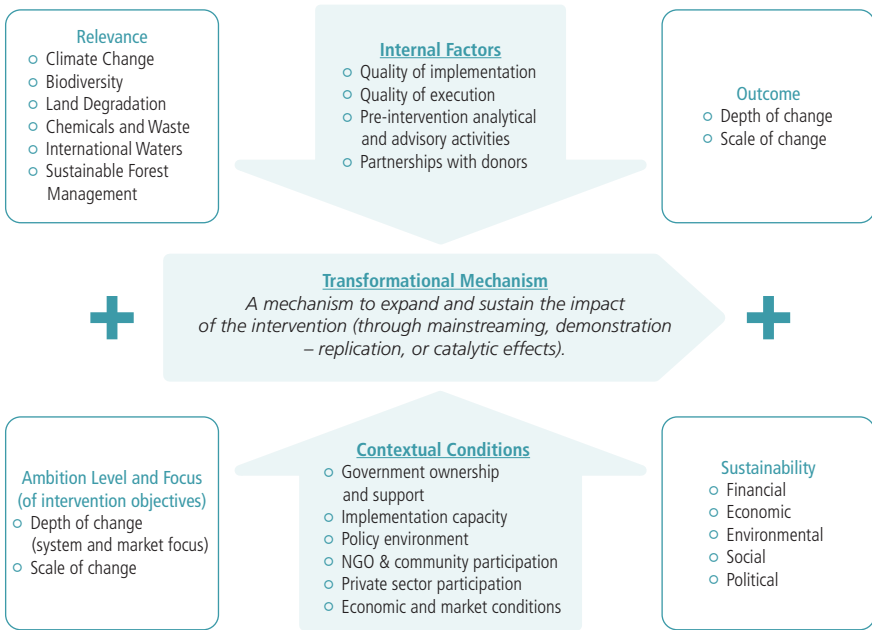 Relevance
Climate Change
Biodiversity
Land Degradation
Chemicals and Waste
International Waters
Sustainable Forest
Management
Internal Factors
Quality of implementation
Quality of execution
Pre-intervention analytical
and advisory activities
Partnerships with donors
Outcome
Depth of change
Scale of change
+
Transformational Mechanism
A mechanism to expand and sustain the impact
of the intervention (through mainstreaming, demonstration
– replication, or catalytic effects).
+
Ambition Level and Focus
(of intervention objectives)
Depth of change
(system and market focus)
Scale of change
Contextual Conditions
Government ownership
and support
Implementation capacity
Policy environment
NGO & community participation
Private sector participation
Economic and market conditions
Sustainability
Financial
Economic
Environmental
Social
Political